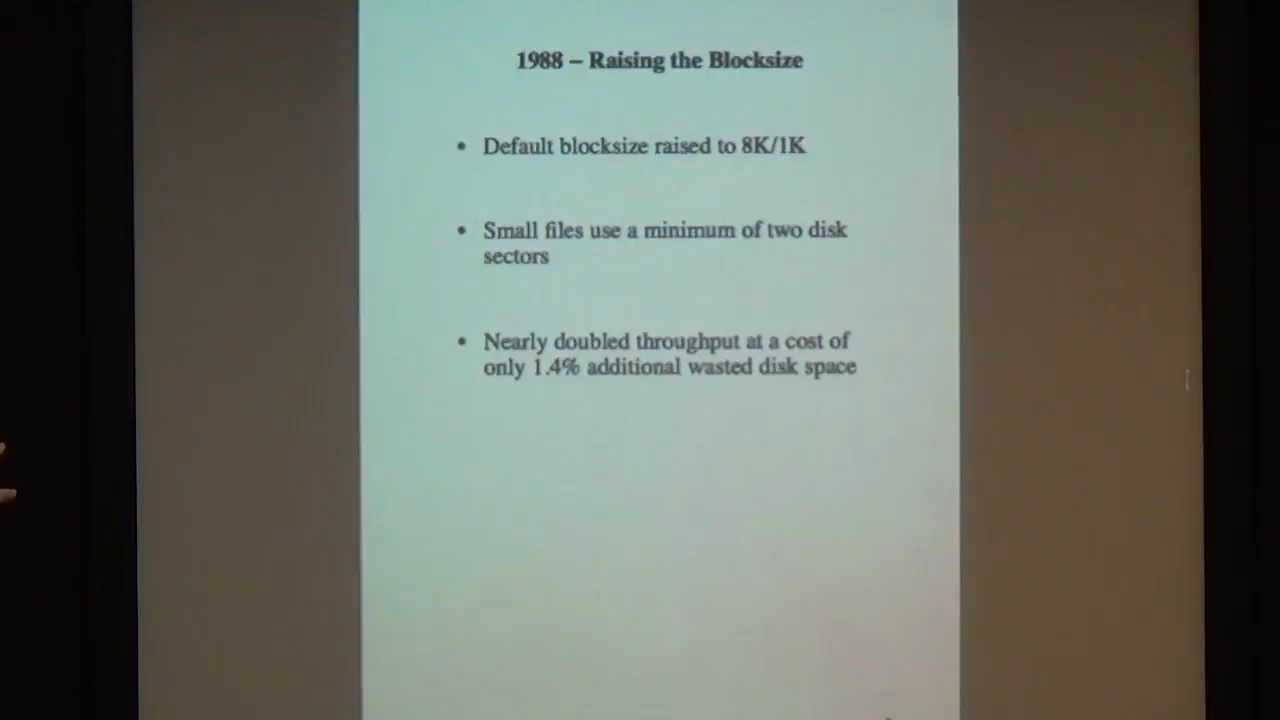 1988 – Raising the Blocksize
• Default blocksize raised to 8K/1K
• Small files use a minimum of two disk
sectors
• Nearly doubled throughput at a cost of
only 1.4% additional wasted disk space